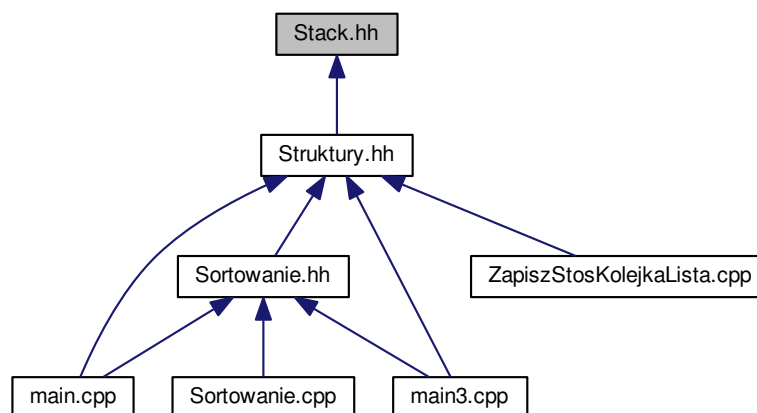 Stack.hh
Struktury.hh
Sortowanie.hh
ZapiszStosKolejkaLista.cpp
main.cpp
Sortowanie.cpp
main3.cpp